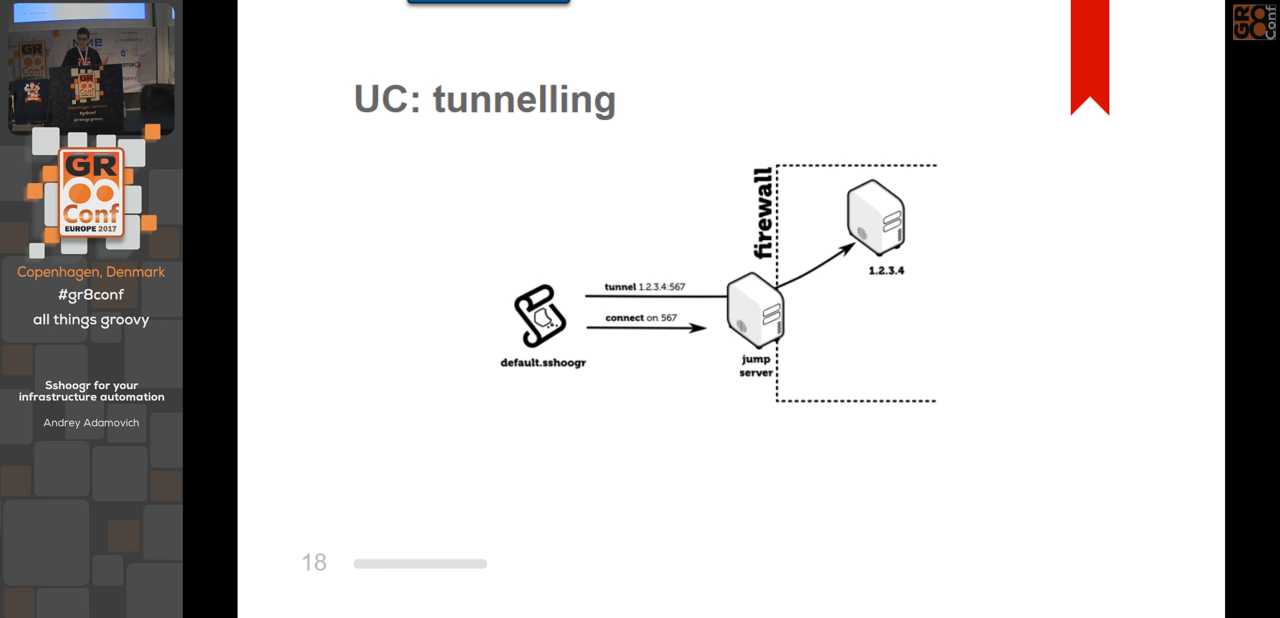 GR
Conf
EUROPE 2017
Copenhagen, Denmark
#gr8conf
all things groovy
Sshoogr for your
infrastructure automation
Andrey Adamovich
UC: tunnelling
firewall
1.2.3.4
tunnel 1.2.3.4:567
connect on 567
default.sshoogr
jump
server
18
GR
Conf